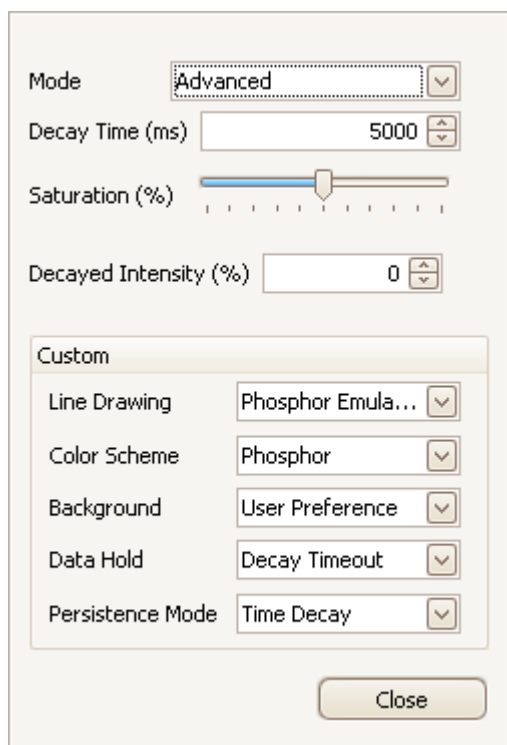 Mode Advanced
Decay Time (ms) 5000
Saturation (%)
Decayed Intensity (%) 0
Custom
Line Drawing Phosphor Emula...
Color Scheme Phosphor
Background User Preference
Data Hold Decay Timeout
Persistence Mode Time Decay
Close